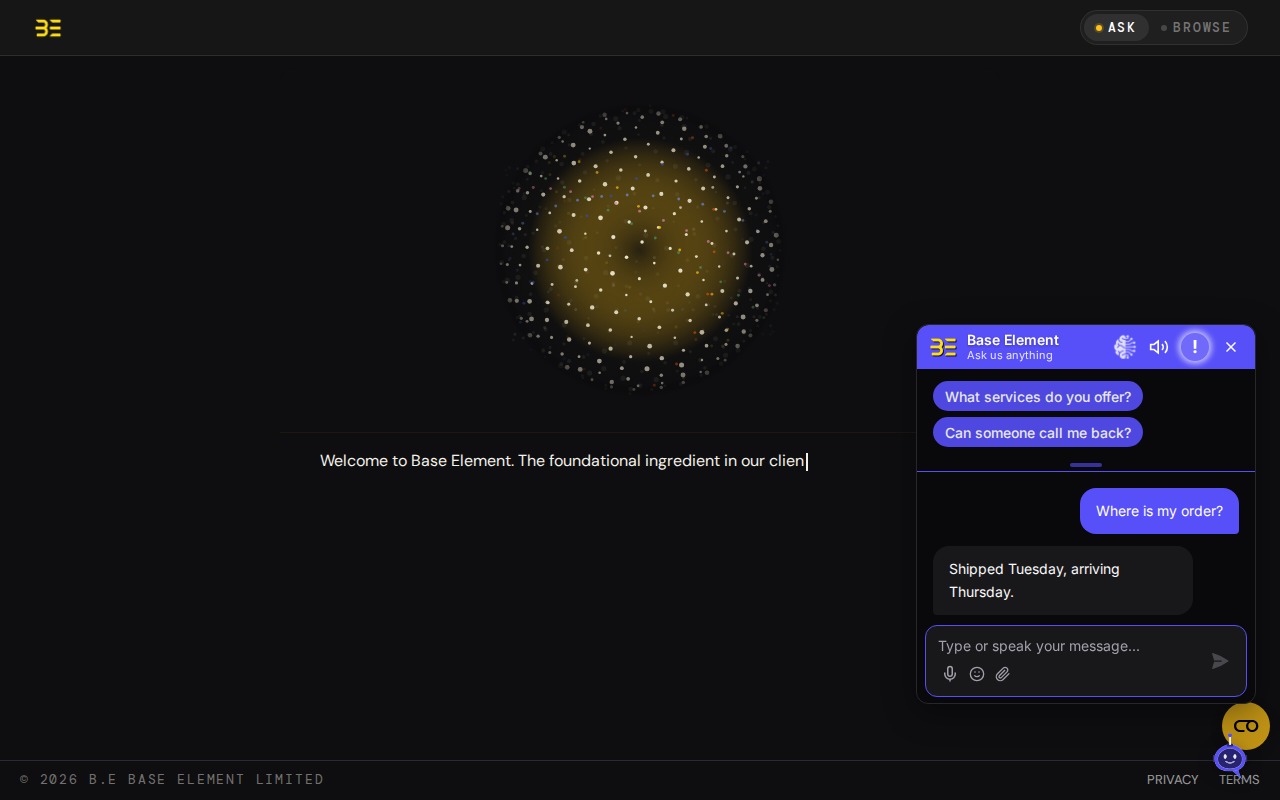 BE
ASK
BROWSE
Welcome to Base Element. The foundational ingredient in our clien
BE
Base Element
Ask us anything
!
What services do you offer?
Can someone call me back?
Where is my order?
Shipped Tuesday, arriving
Thursday.
Type or speak your message...
© 2026 B.E BASE ELEMENT LIMITED
PRIVACY
TERMS